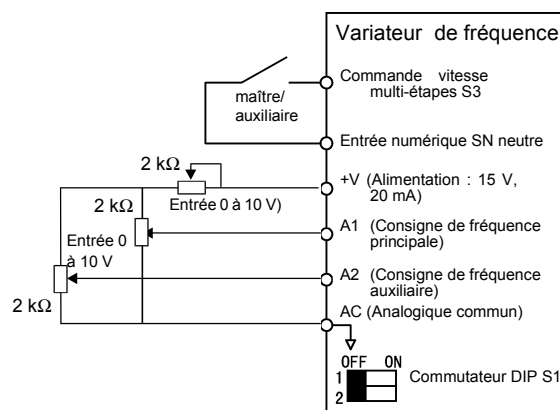 Variateur de fréquence
Commande vitesse
multi-étapes S3
maître/
auxiliaire
Entrée numérique SN neutre
2 kΩ
+V (Alimentation : 15 V,
20 mA)
Entrée 0 à 10 V)
2 kΩ
A1 (Consigne de fréquence
principale)
Entrée 0
à 10 V
A2 (Consigne de fréquence
auxiliaire)
2 kΩ
AC (Analogique commun)
OFF ON
1
2
Commutateur DIP S1